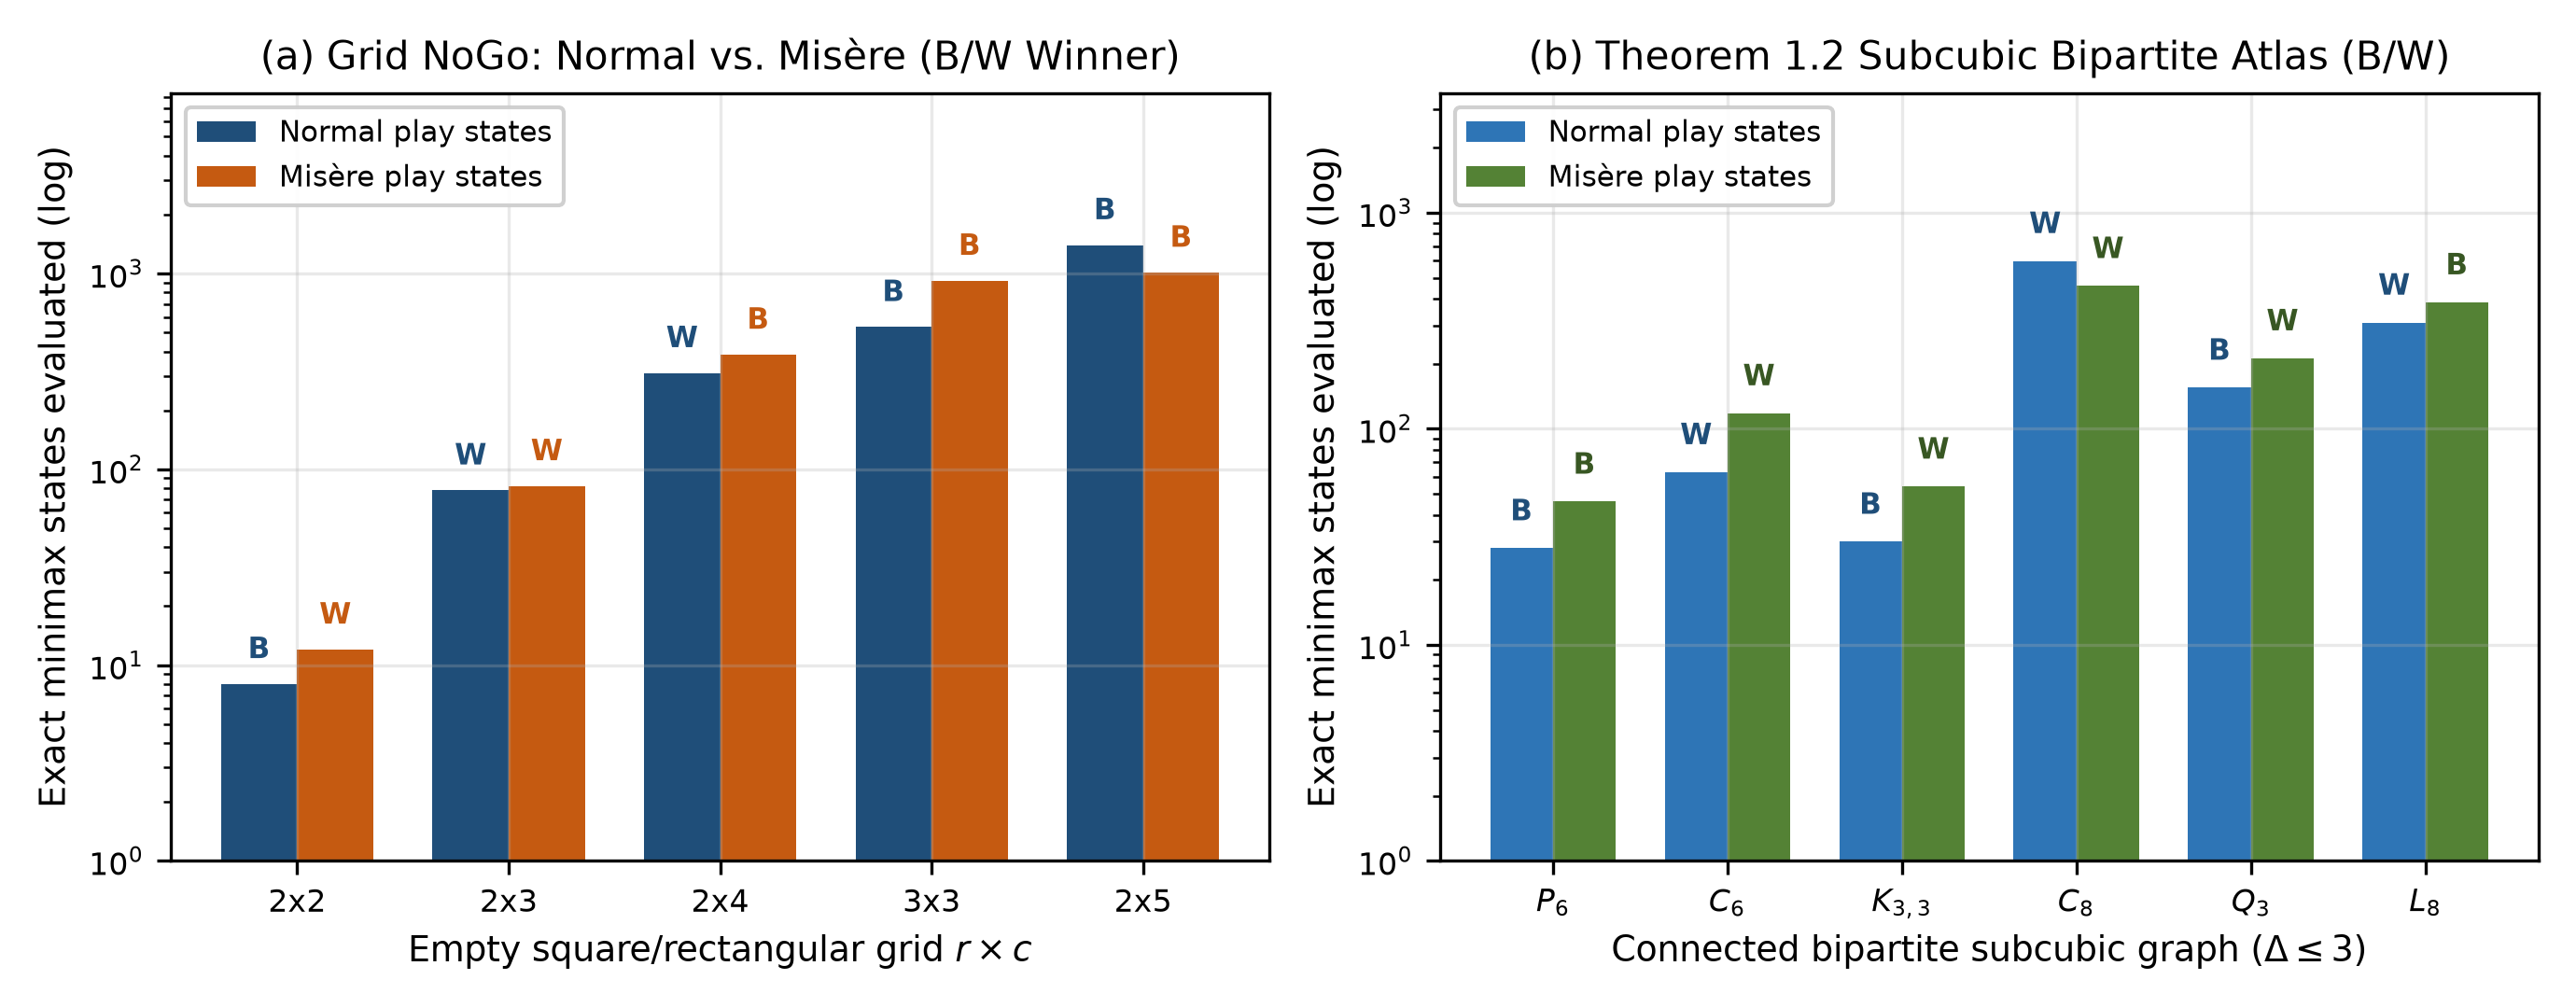 (a) Grid NoGo: Normal vs. Misère (B/W Winner)
Normal play states
Misère play states
Exact minimax states evaluated (log)
10³
10²
10¹
10⁰
B
W
W
W
W
B
B
B
B
B
2x2
2x3
2x4
3x3
2x5
Empty square/rectangular grid r × c
(b) Theorem 1.2 Subcubic Bipartite Atlas (B/W)
Normal play states
Misère play states
Exact minimax states evaluated (log)
10³
10²
10¹
10⁰
B
B
W
W
B
W
W
W
B
W
W
B
P₆
C₆
K₃,₃
C₈
Q₃
L₈
Connected bipartite subcubic graph (Δ ≤ 3)